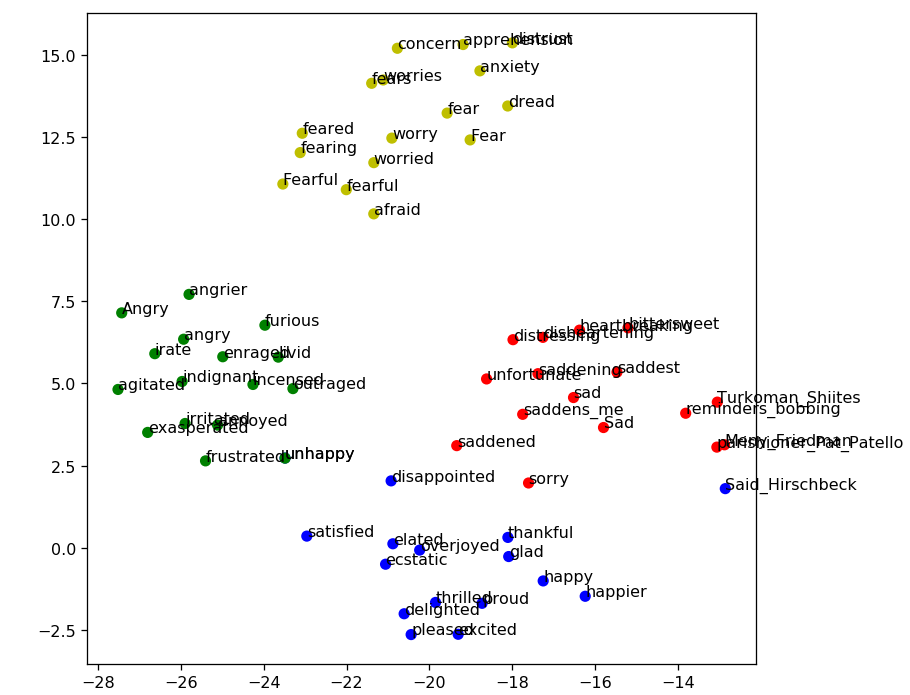 15.0
12.5
10.0
7.5
5.0
2.5
0.0
−2.5
−28
−26
−24
−22
−20
−18
−16
−14
concern
apprehension
distrust
worries
fears
anxiety
dread
fear
feared
worry
Fear
fearing
worried
Fearful
fearful
afraid
angrier
Angry
furious
angry
irate
enraged
livid
indignant
incensed
outraged
agitated
irritated
annoyed
exasperated
frustrated
unhappy
heartbreaking
bittersweet
distressing
disheartening
saddening
saddest
unfortunate
sad
Turkoman_Shiites
saddens_me
reminders_bobbing
Sad
saddened
parishioner_Pat_Patello
sorry
Said_Hirschbeck
disappointed
satisfied
thankful
elated
overjoyed
glad
ecstatic
happy
happier
thrilled
proud
delighted
pleased
excited